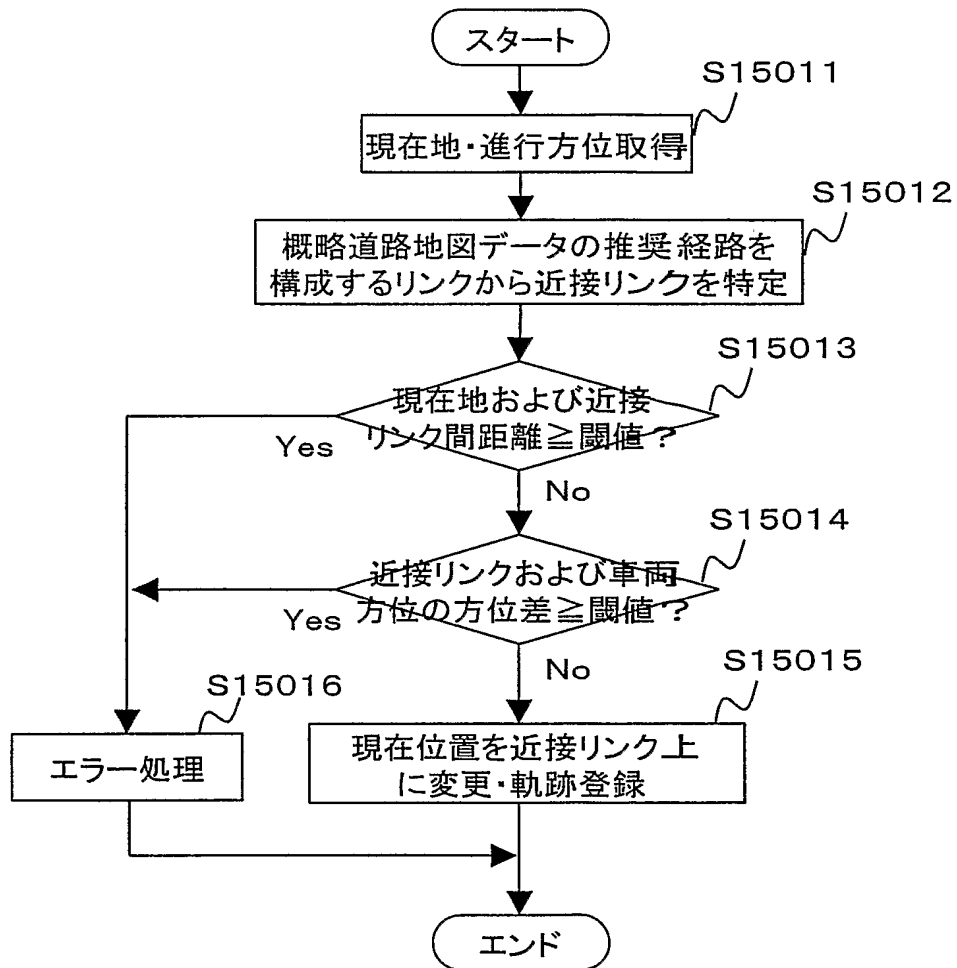 スタート
S15011
現在地・進行方位取得
S15012
概略道路地図データの推奨経路を
構成するリンクから近接リンクを特定
S15013
現在地および近接
リンク間距離≧閾値?
Yes
No
S15014
近接リンクおよび車両
方位の方位差≧閾値?
Yes
No
S15015
S15016
現在位置を近接リンク上
に変更・軌跡登録
エラー処理
エンド